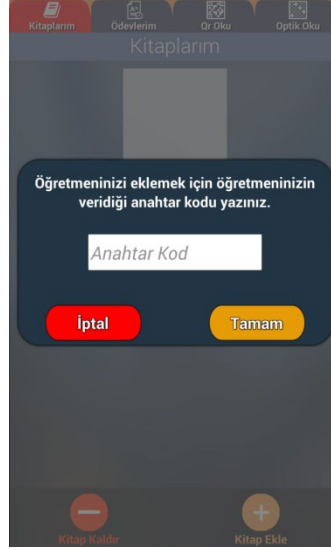 Kitaplarım
Ödevlerim
Qr Oku
Optik Oku
Kitaplarım
Öğretmeninizi eklemek için öğretmeninizin
veridiği anahtar kodu yazınız.
Anahtar Kod
İptal
Tamam
Kitap Kaldır
Kitap Ekle